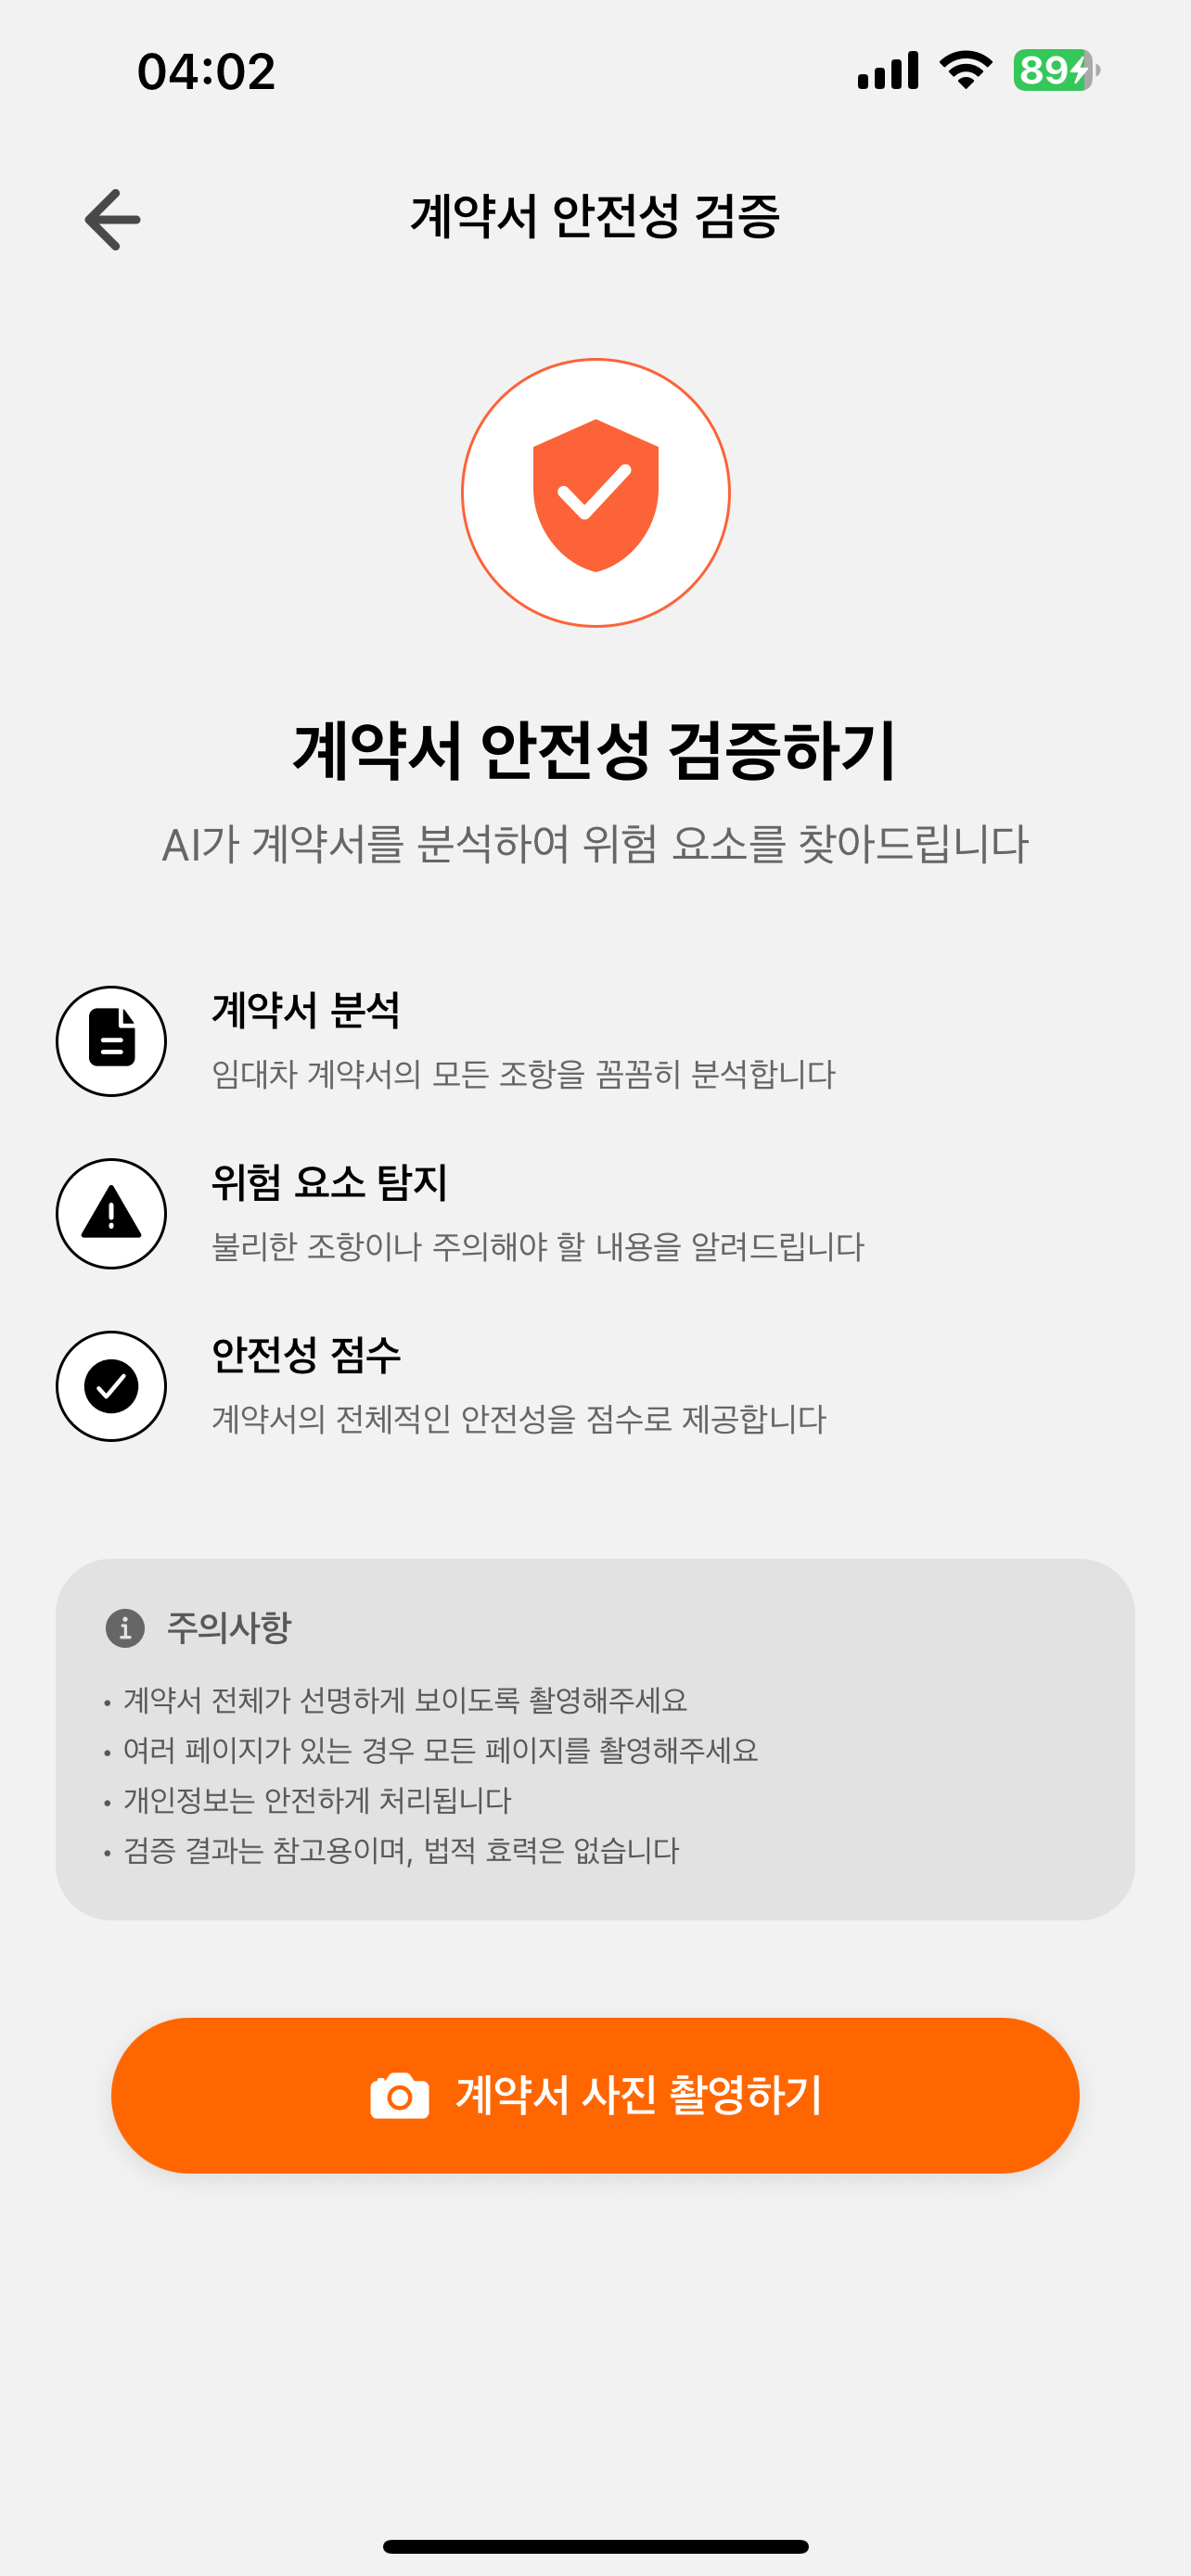 04:02
89
계약서 안전성 검증
계약서 안전성 검증하기
AI가 계약서를 분석하여 위험 요소를 찾아드립니다
계약서 분석
임대차 계약서의 모든 조항을 꼼꼼히 분석합니다
위험 요소 탐지
불리한 조항이나 주의해야 할 내용을 알려드립니다
안전성 점수
계약서의 전체적인 안전성을 점수로 제공합니다
주의사항
• 계약서 전체가 선명하게 보이도록 촬영해주세요
• 여러 페이지가 있는 경우 모든 페이지를 촬영해주세요
• 개인정보는 안전하게 처리됩니다
• 검증 결과는 참고용이며, 법적 효력은 없습니다
계약서 사진 촬영하기